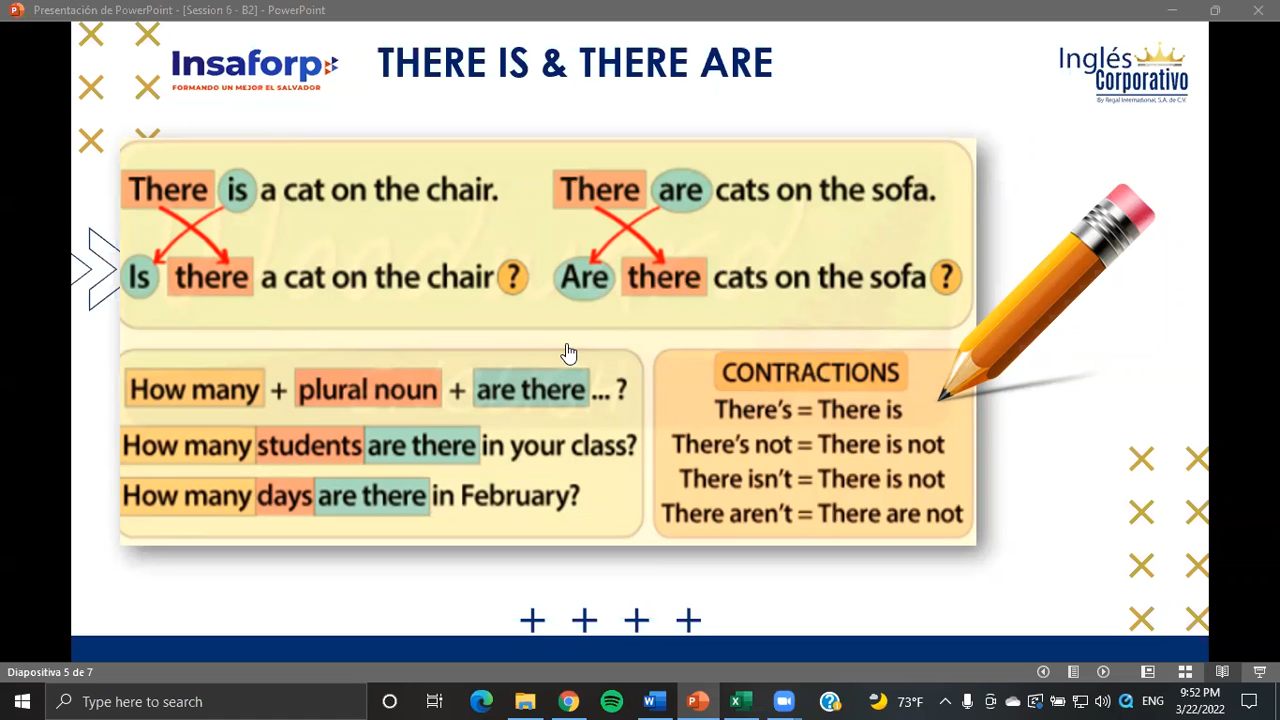 Presentación de PowerPoint - [Session 6 - B2] - PowerPoint
Insaforp
FORMANDO UN MEJOR EL SALVADOR
THERE IS & THERE ARE
Inglés
Corporativo
By Regal International, S.A. de C.V.
There is a cat on the chair.
There are cats on the sofa.
Is there a cat on the chair ?
Are there cats on the sofa ?
How many + plural noun + are there ... ?
How many students are there in your class?
How many days are there in February?
CONTRACTIONS
There's = There is
There's not = There is not
There isn't = There is not
There aren't = There are not
Diapositiva 5 de 7
Type here to search
73°F
ENG
9:52 PM
3/22/2022